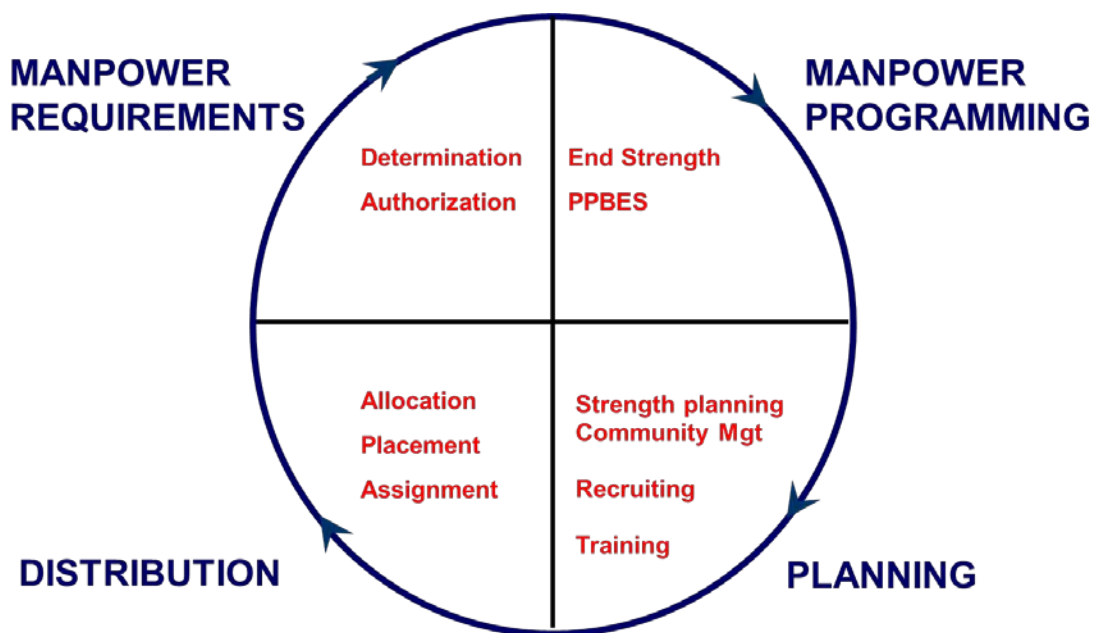 MANPOWER
REQUIREMENTS
MANPOWER
PROGRAMMING
Determination
Authorization
End Strength
PPBES
Allocation
Placement
Assignment
Strength planning
Community Mgt
Recruiting
Training
DISTRIBUTION
PLANNING